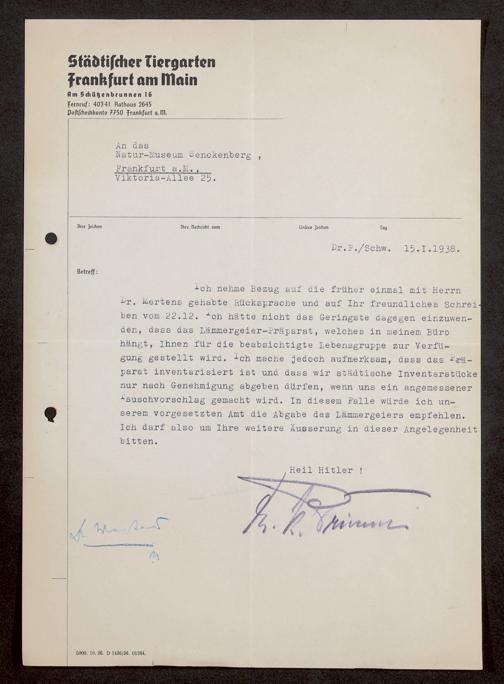 Städtischer Tiergarten
Frankfurt am Main
Am Schützenbrunnen 16
Fernruf: 40341 Rathaus 2645
Postscheckkonto 7750 Frankfurt a.M.
An das
Natur-Museum Senckenberg,
Frankfurt a.M.,
Viktoria-Allee 25.
Ihre Zeichen Ihre Nachricht vom Unsere Zeichen Tag
Dr.P./Schw. 15.I.1938.
Betreff:
Ich nehme Bezug auf die früher einmal mit Herrn
Dr. Mertens gehabte Rücksprache und auf Ihr freundliches Schrei-
ben vom 22.12. Ich hätte nicht das Geringste dagegen einzuwen-
den, dass das Lämmergeier-Präparat, welches in meinem Büro
hängt, Ihnen für die beabsichtigte Lebensgruppe zur Verfü-
gung gestellt wird. Ich mache jedoch aufmerksam, dass das Prä-
parat inventarisiert ist und dass wir städtische Inventarstücke
nur nach Genehmigung abgeben dürfen, wenn uns ein angemessener
Tauschvorschlag gemacht wird. In diesem Falle würde ich un-
serem vorgesetzten Amt die Abgabe des Lämmergeiers empfehlen.
Ich darf also um Ihre weitere Äusserung in dieser Angelegenheit
bitten.
Heil Hitler !